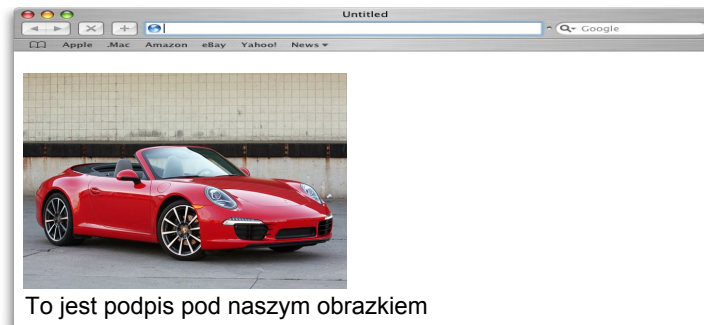 Untitled
Google
Apple .Mac Amazon eBay Yahoo! News
To jest podpis pod naszym obrazkiem